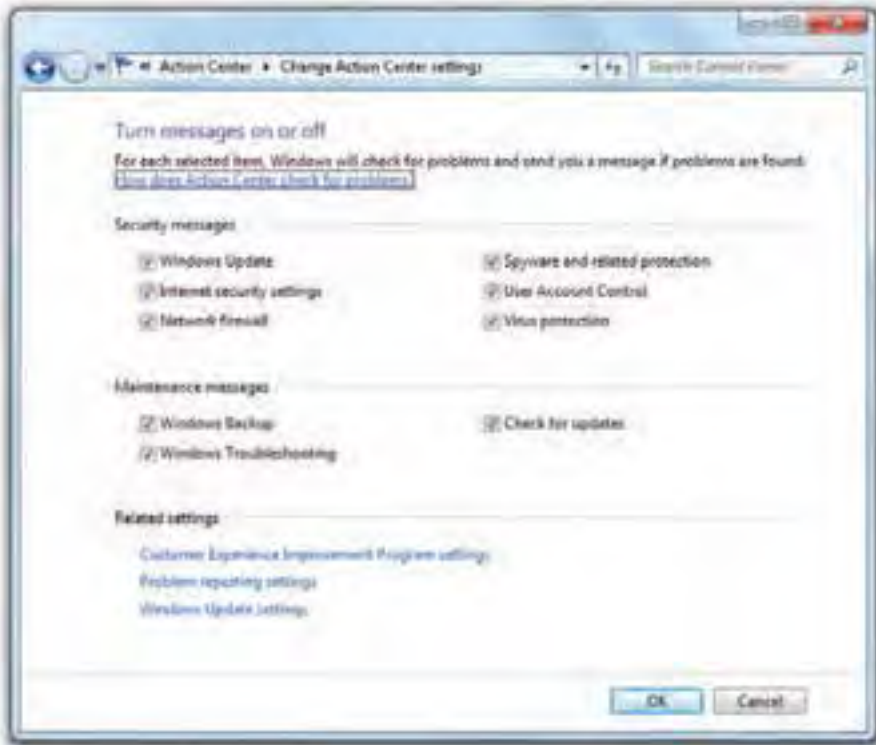 « Action Center ▸ Change Action Center settings
Search Control Panel
Turn messages on or off
For each selected item, Windows will check for problems and send you a message if problems are found.
How does Action Center check for problems
Security messages
Windows Update
Spyware and related protection
Internet security settings
User Account Control
Network firewall
Virus protection
Maintenance messages
Windows Backup
Check for updates
Windows Troubleshooting
Related settings
Customer Experience Improvement Program settings
Problem reporting settings
Windows Update settings
OK Cancel